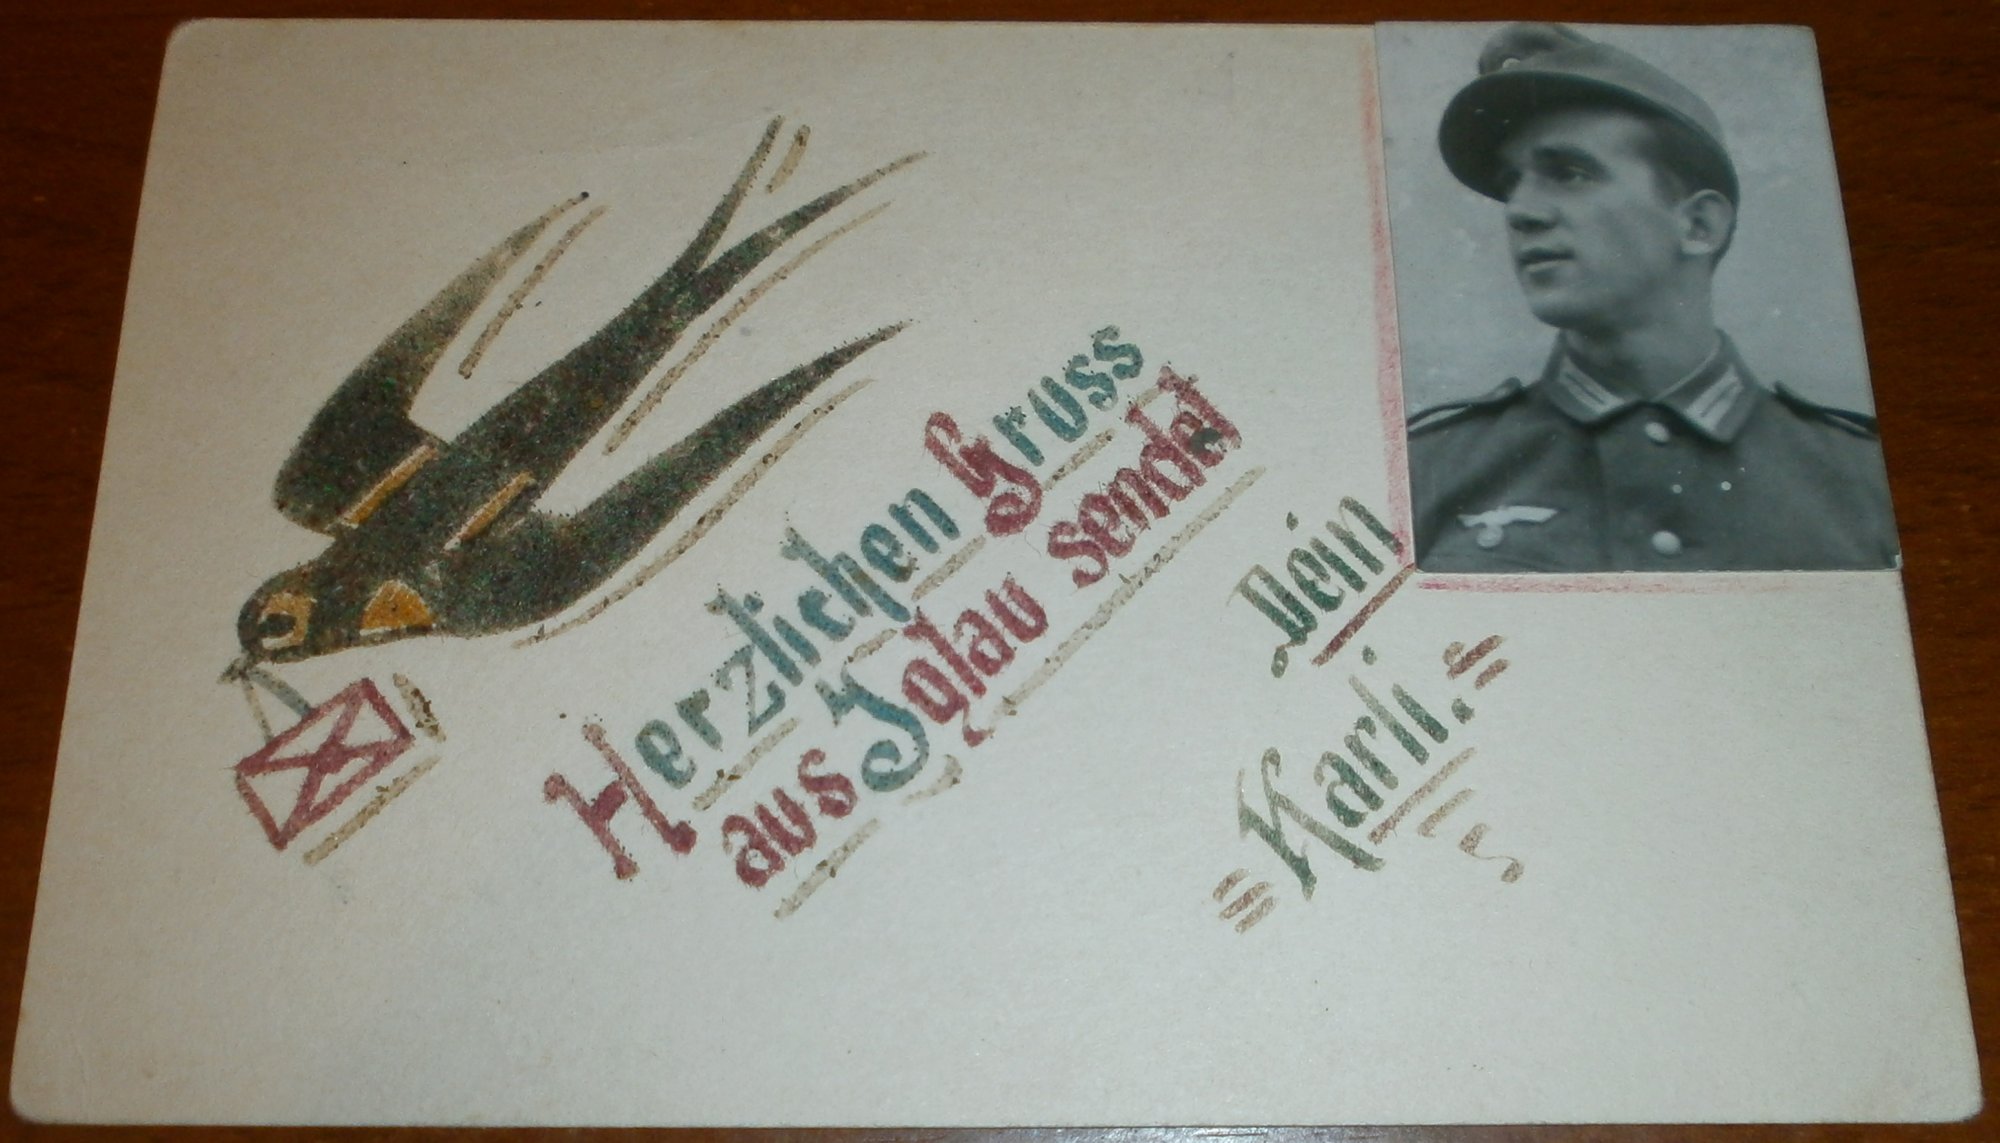 Herzlichen Gruss
aus Iglau sendet
Dein
Karli.